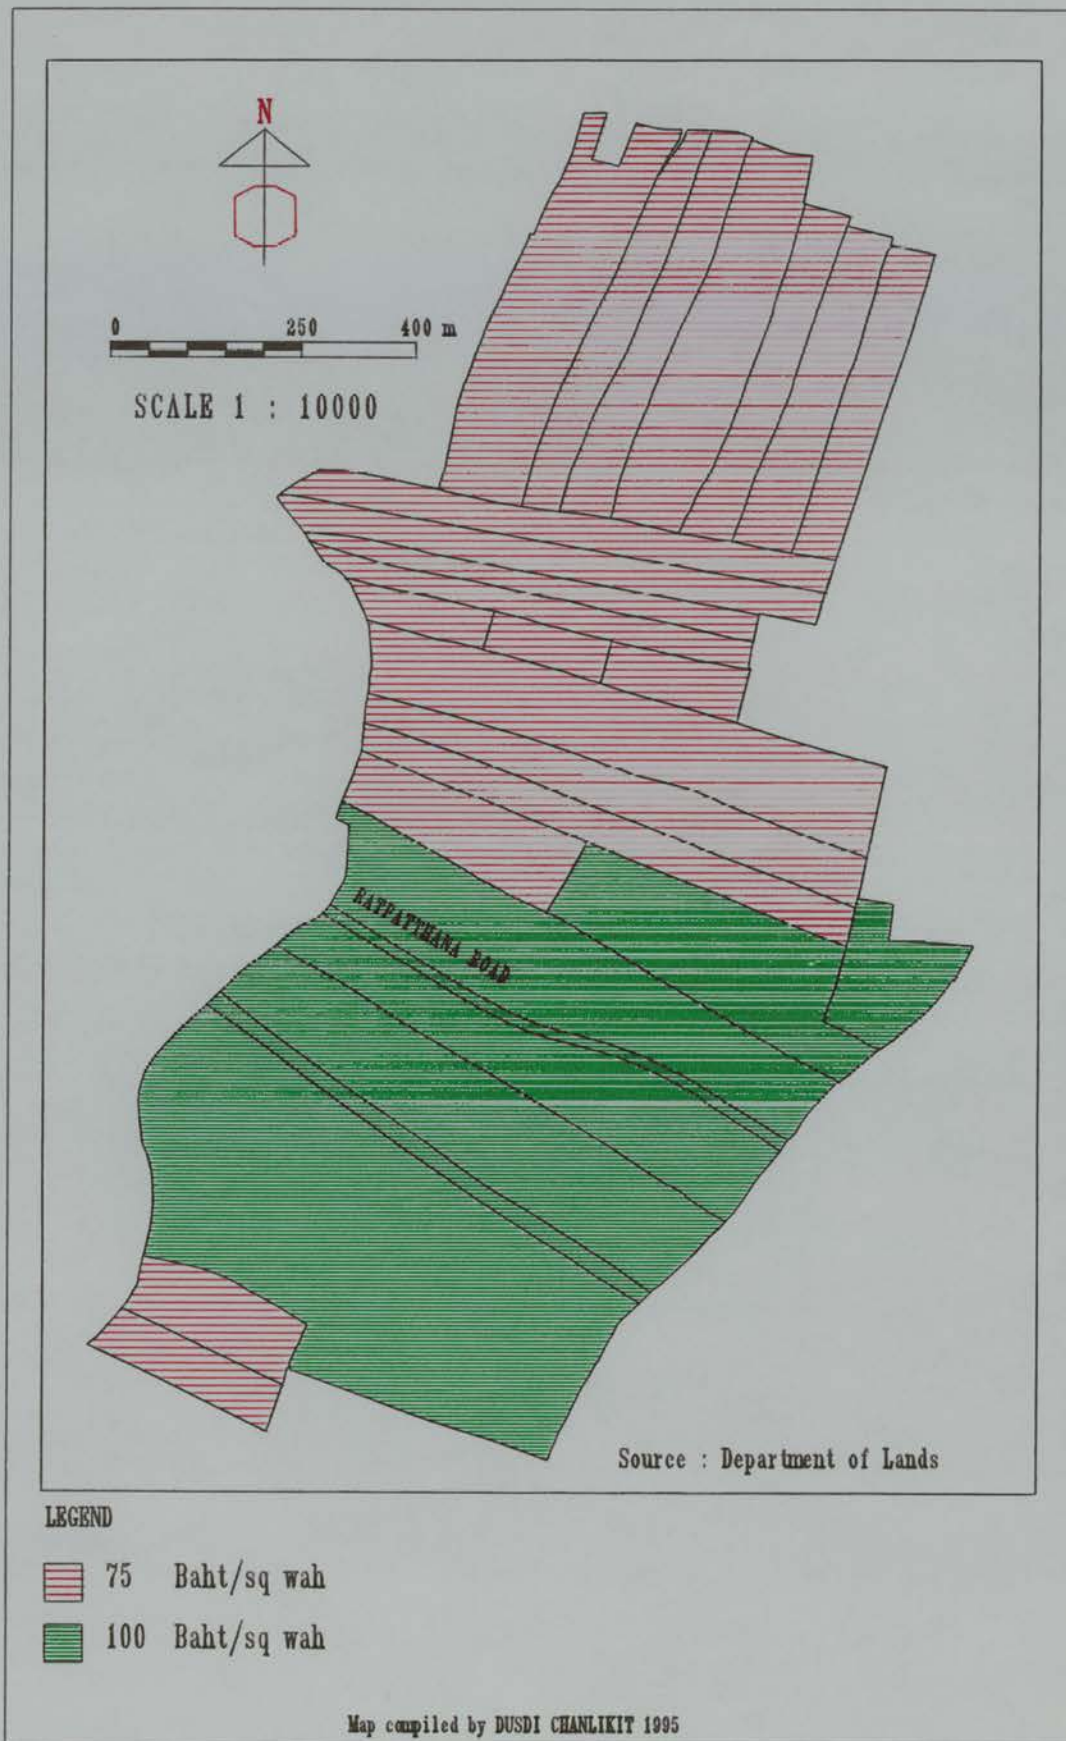 N
0 250 400 m
SCALE 1 : 10000
RATPATTHANA ROAD
Source : Department of Lands
LEGEND
75 Baht/sq wah
100 Baht/sq wah
Map compiled by DUSDI CHANLIKIT 1995